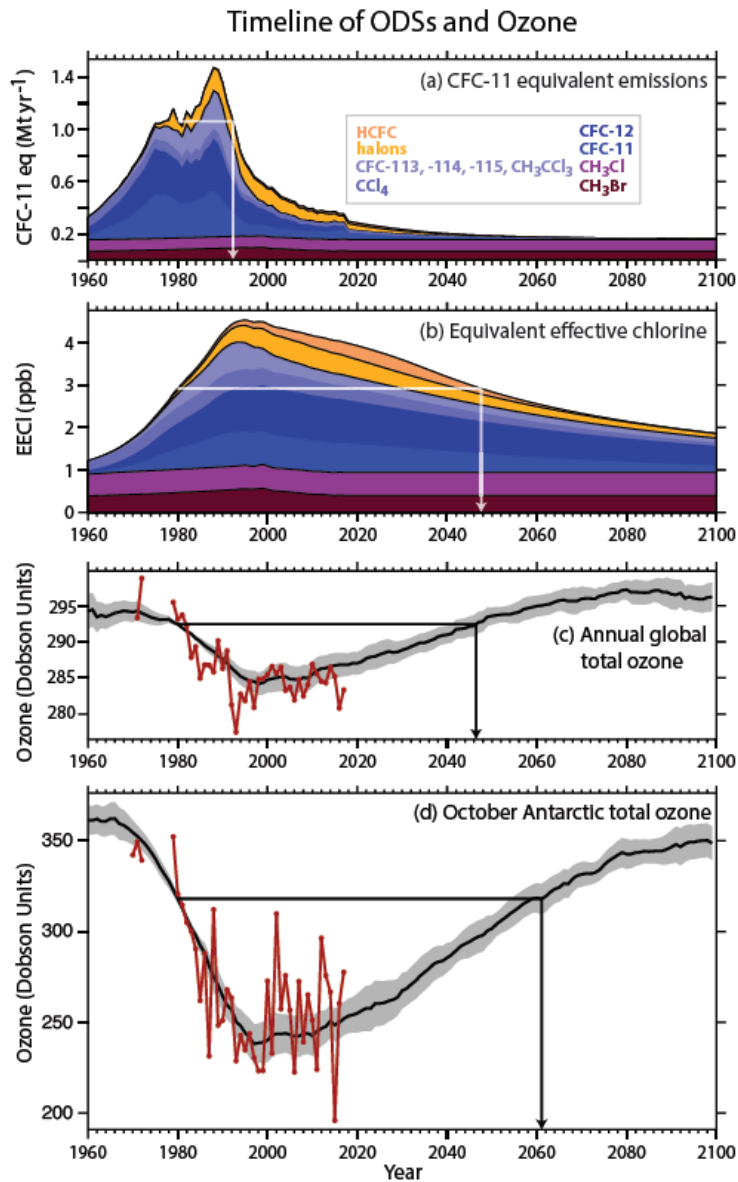 Timeline of ODSs and Ozone
(a) CFC-11 equivalent emissions
CFC-11 eq (Mt yr⁻¹)
1.4
1.0
0.6
0.2
HCFC CFC-12
halons CFC-11
CFC-113, -114, -115, CH₃CCl₃ CH₃Cl
CCl₄ CH₃Br
1960 1980 2000 2020 2040 2060 2080 2100
(b) Equivalent effective chlorine
EECl (ppb)
4
3
2
1
0
1960 1980 2000 2020 2040 2060 2080 2100
Ozone (Dobson Units)
295
290
285
280
(c) Annual global
total ozone
1960 1980 2000 2020 2040 2060 2080 2100
(d) October Antarctic total ozone
Ozone (Dobson Units)
350
300
250
200
1960 1980 2000 2020 2040 2060 2080 2100
Year